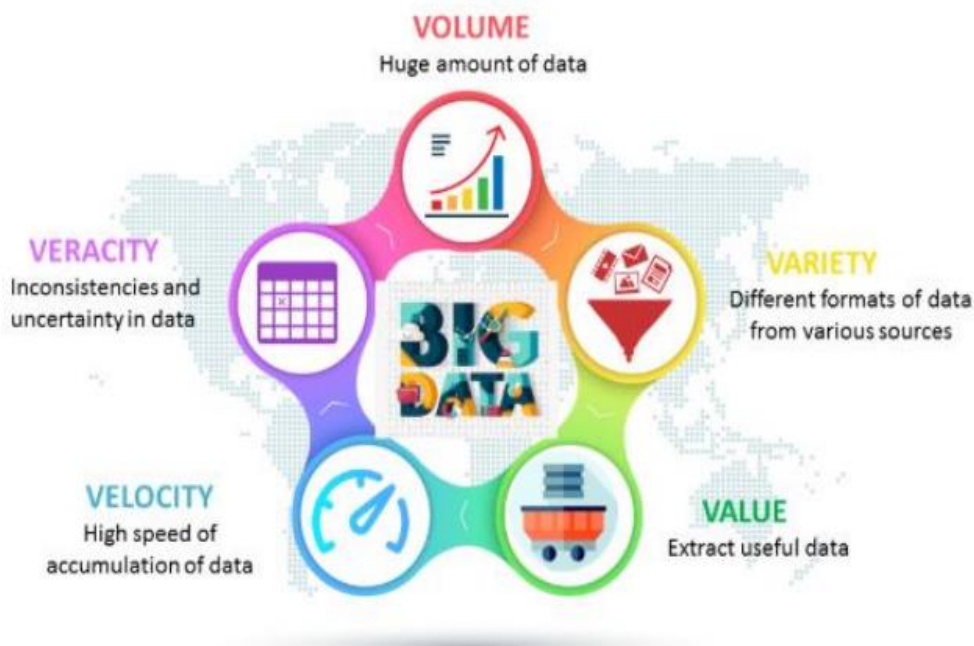 VOLUME
Huge amount of data
VERACITY
Inconsistencies and
uncertainty in data
VARIETY
Different formats of data
from various sources
BIG
DATA
VELOCITY
High speed of
accumulation of data
VALUE
Extract useful data